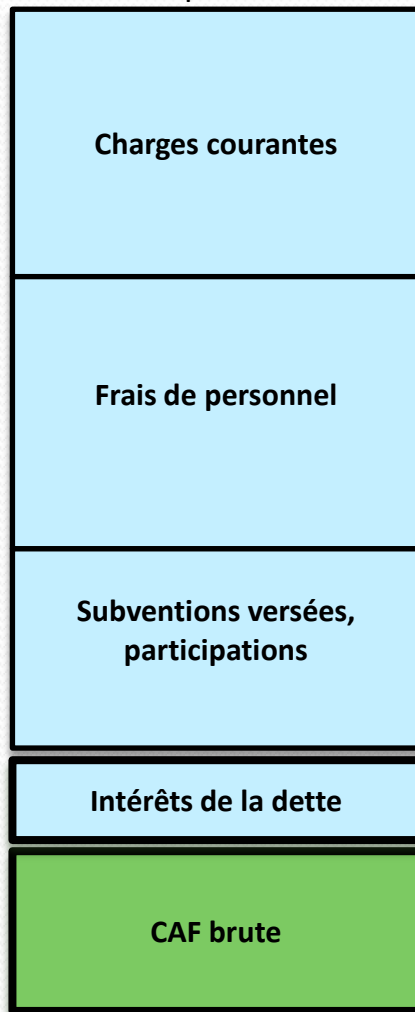 Charges courantes
Frais de personnel
Subventions versées,
participations
Intérêts de la dette
CAF brute